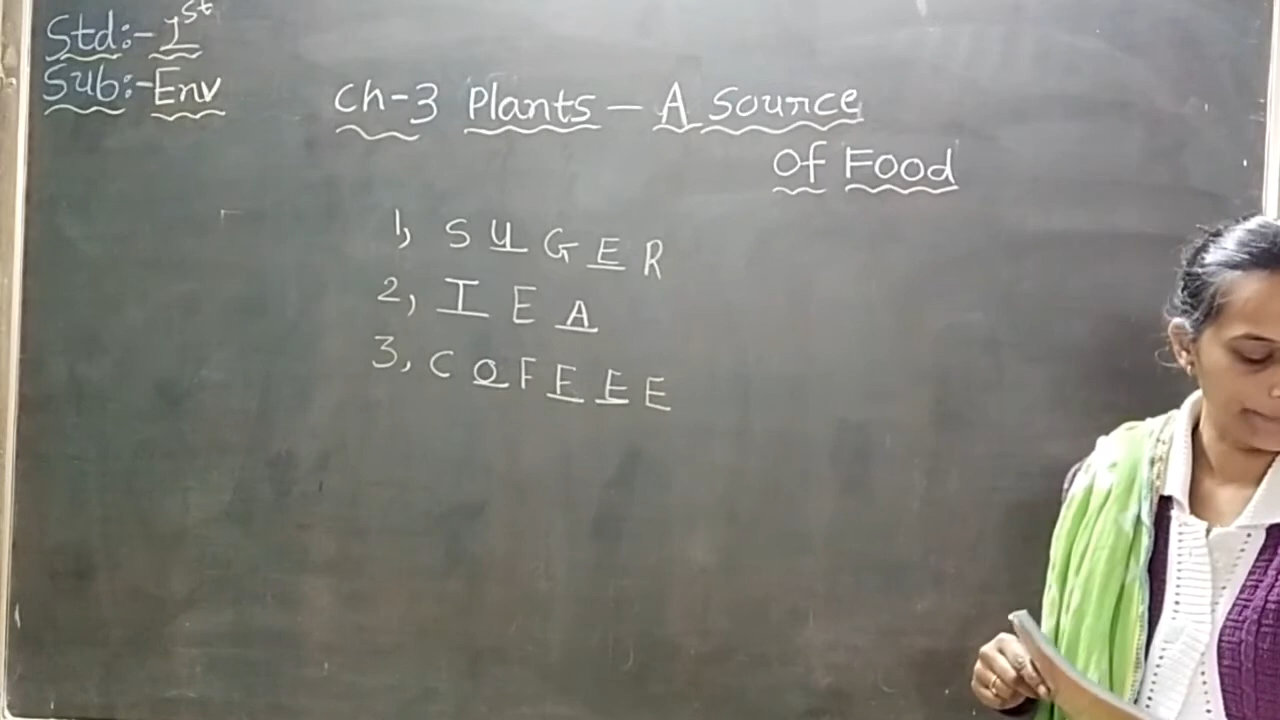 Std:- 1st
Sub:- Env
Ch-3 Plants - A Source
Of Food
1, S U G E R
2, T E A
3, C O F F E E